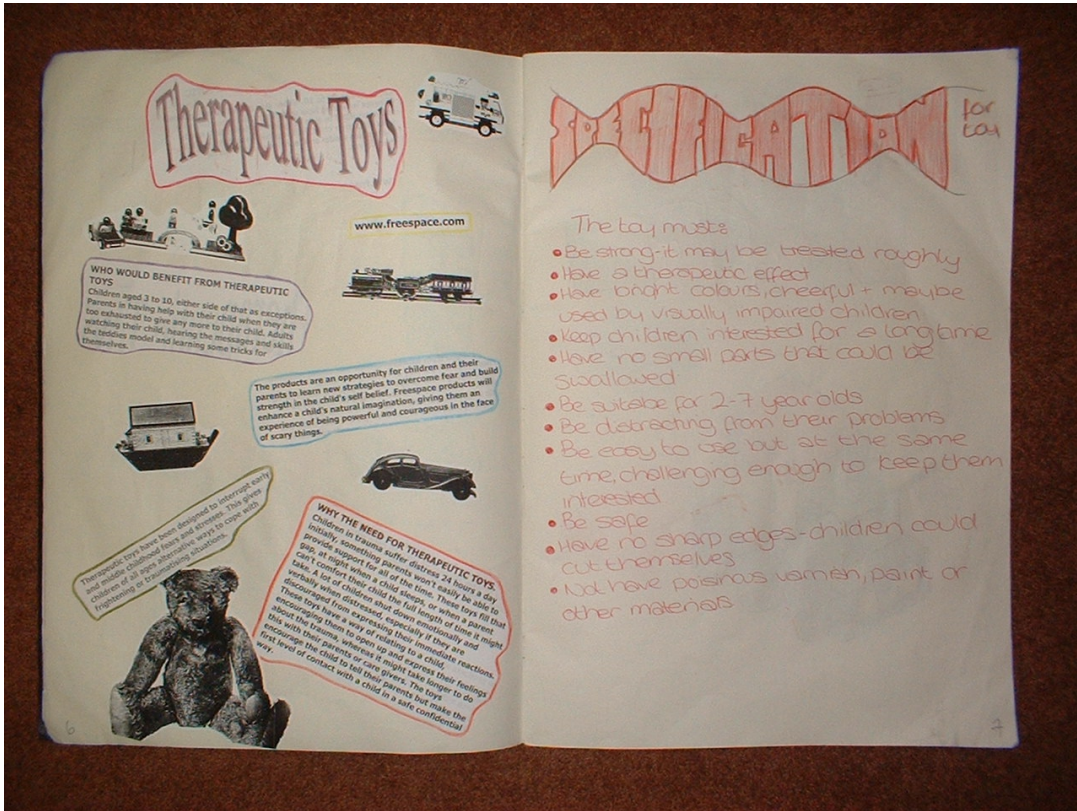 Therapeutic Toys
www.freespace.com
WHO WOULD BENEFIT FROM THERAPEUTIC
TOYS
Children aged 3 to 10, either side of that as exceptions.
Parents in having help with their child when they are
too exhausted to give any more to their child. Adults
watching their child, hearing the messages and skills
the teddies model and learning some tricks for
themselves.
The products are an opportunity for children and their
parents to learn new strategies to overcome fear and build
strength in the child's self belief. Freespace products will
enhance a child's natural imagination, giving them an
experience of being powerful and courageous in the face
of scary things.
Therapeutic toys have been designed to interrupt early
and middle childhood fears and stresses. This gives
children of all ages alternative ways to cope with
frightening or traumatising situations.
WHY THE NEED FOR THERAPEUTIC TOYS.
Children in trauma suffer distress 24 hours a day
initially, something parents won't easily be able to
provide support for all of the time. These toys fill that
gap, at night when a child sleeps, or when a parent
can't comfort their child the full length of time it might
take. A lot of children shut down emotionally and
verbally when distressed, especially if they are
discouraged from expressing their immediate reactions.
These toys have a way of relating to a child,
encouraging them to open up and express their feelings
about the trauma, whereas it might take longer to do
this with their parents or care givers. The toys
encourage the child to tell their parents but make the
first level of contact with a child in a safe confidential
way.
6
SPECIFICATION
for
toy
The toy must:
• Be strong-it may be treated roughly
• Have a therapeutic effect
• Have bright colours, cheerful + maybe
used by visually impaired children
• Keep children interested for a long time
• Have no small parts that could be
swallowed
• Be suitable for 2-7 year olds
• Be distracting from their problems
• Be easy to use but at the same
time, challenging enough to keep them
interested
• Be safe
• Have no sharp edges-children could
cut themselves
• Not have poisinous varnish, paint or
other materials
7